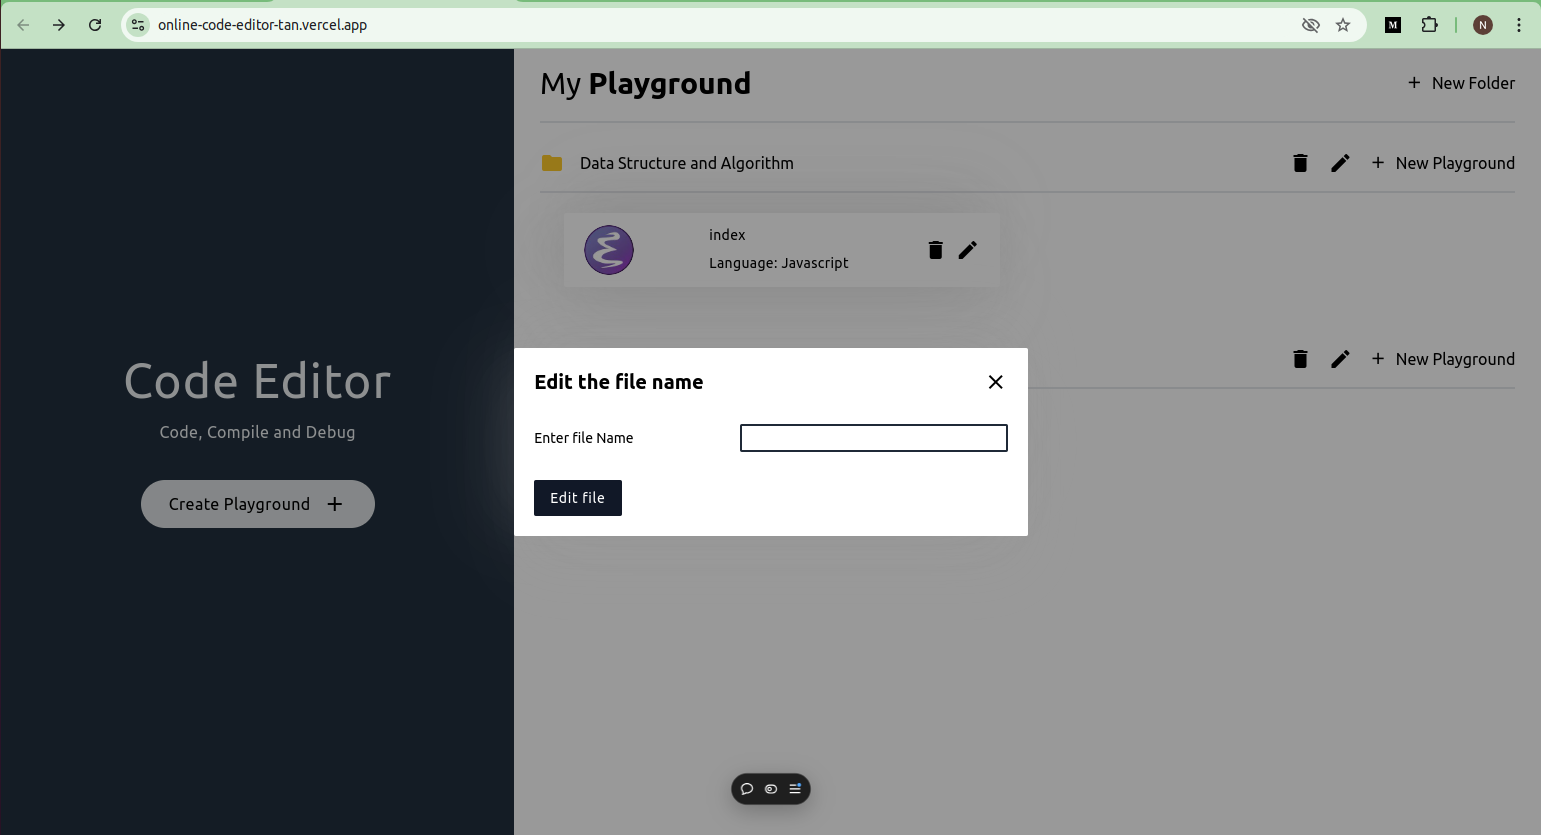 online-code-editor-tan.vercel.app
M
N
Code Editor
Code, Compile and Debug
Create Playground +
My Playground
+ New Folder
Data Structure and Algorithm
+ New Playground
index
Language: Javascript
+ New Playground
Edit the file name
Enter file Name
Edit file